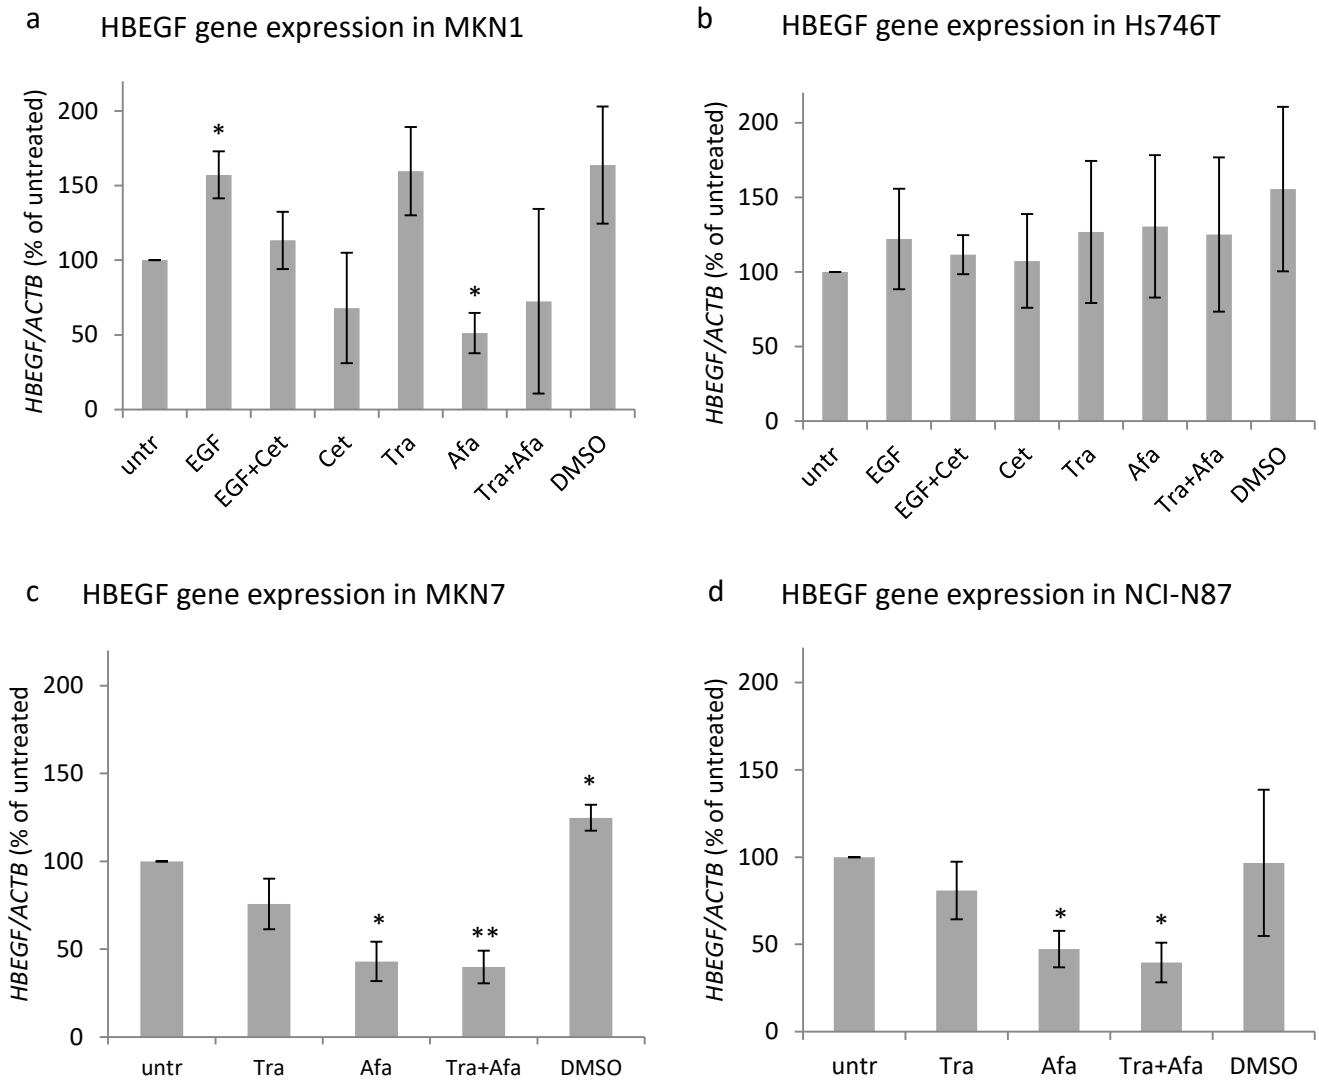 a
HBEGF gene expression in MKN1
HBEGF/ACTB (% of untreated)
200
150
100
50
0
*
*
untr
EGF
EGF+Cet
Cet
Tra
Afa
Tra+Afa
DMSO
b
HBEGF gene expression in Hs746T
HBEGF/ACTB (% of untreated)
200
150
100
50
0
untr
EGF
EGF+Cet
Cet
Tra
Afa
Tra+Afa
DMSO
c
HBEGF gene expression in MKN7
HBEGF/ACTB (% of untreated
200
150
100
50
0
*
**
*
untr
Tra
Afa
Tra+Afa
DMSO
d
HBEGF gene expression in NCI-N87
HBEGF/ACTB (% of untreated)
200
150
100
50
0
*
*
untr
Tra
Afa
Tra+Afa
DMSO